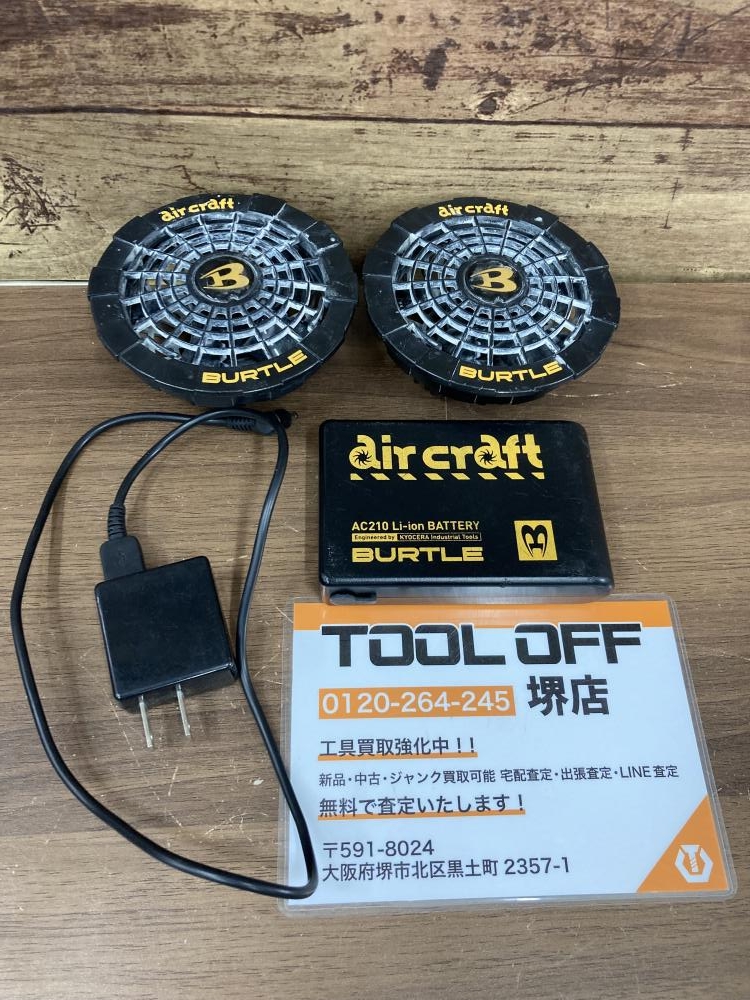 air craft
BURTLE
air craft
BURTLE
air craft
AC210 Li-ion BATTERY
Engineered by KYOCERA Industrial Tools
BURTLE
TOOL OFF
0120-264-245 堺店
工具買取強化中！！
新品・中古・ジャンク買取可能 宅配査定・出張査定・LINE査定
無料で査定いたします！
〒591-8024
大阪府堺市北区黒土町 2357-1